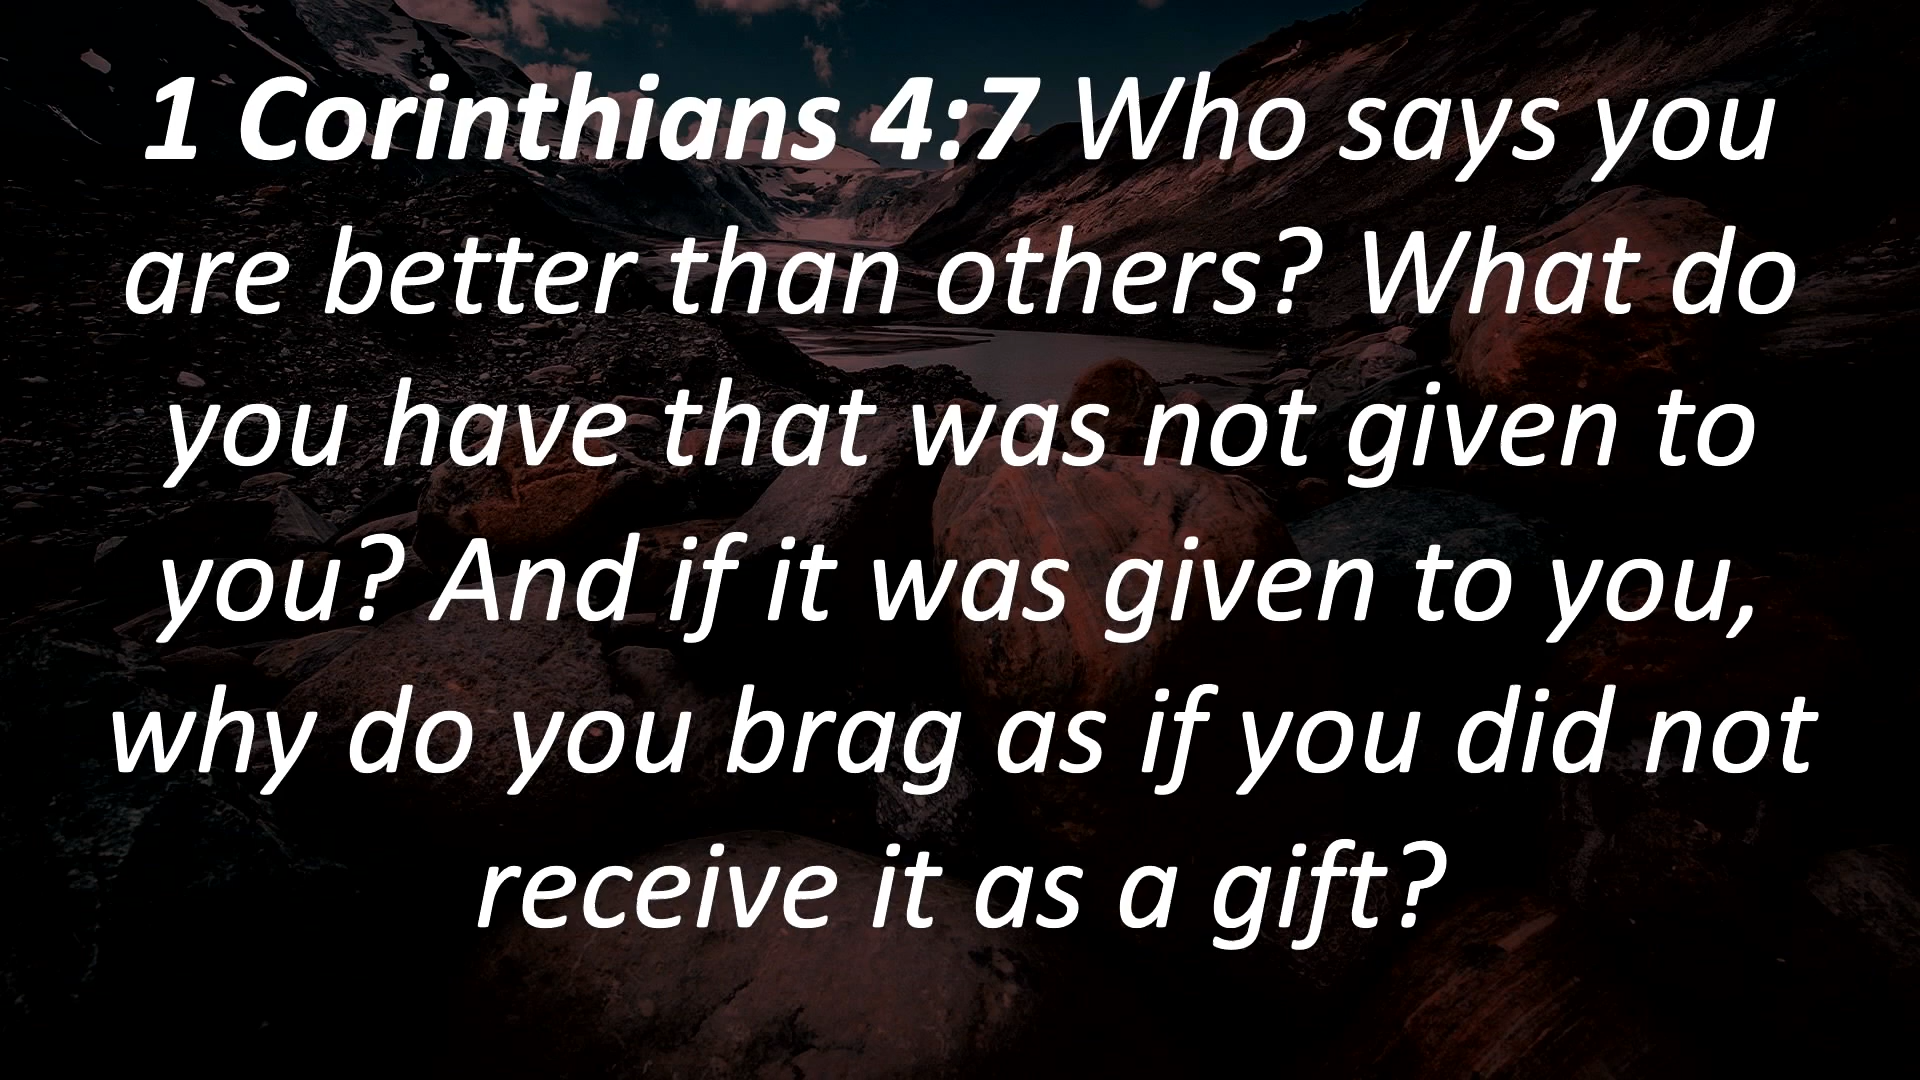 1 Corinthians 4:7 Who says you
are better than others? What do
you have that was not given to
you? And if it was given to you,
why do you brag as if you did not
receive it as a gift?